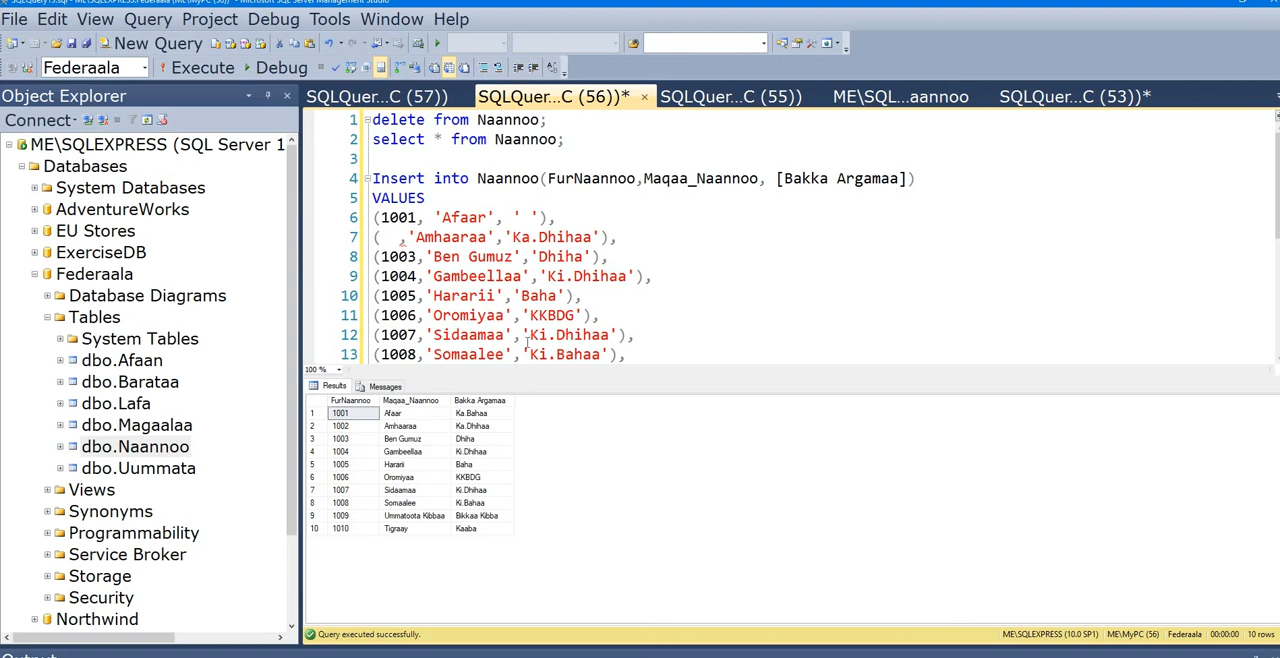 File Edit View Query Project Debug Tools Window Help
New Query
Federaala Execute Debug
Object Explorer
Connect
ME\SQLEXPRESS (SQL Server 1
Databases
System Databases
AdventureWorks
EU Stores
ExerciseDB
Federaala
Database Diagrams
Tables
System Tables
dbo.Afaan
dbo.Barataa
dbo.Lafa
dbo.Magaalaa
dbo.Naannoo
dbo.Uummata
Views
Synonyms
Programmability
Service Broker
Storage
Security
Northwind
SQLQuer...C (57)) SQLQuer...C (56))* × SQLQuer...C (55)) ME\SQL...aannoo SQLQuer...C (53))*
1 delete from Naannoo;
2 select * from Naannoo;
3
4 Insert into Naannoo(FurNaannoo,Maqaa_Naannoo, [Bakka Argamaa])
5 VALUES
6 (1001, 'Afaar', ' '),
7 ( ,'Amhaaraa','Ka.Dhihaa'),
8 (1003,'Ben Gumuz','Dhiha'),
9 (1004,'Gambeellaa','Ki.Dhihaa'),
10 (1005,'Hararii','Baha'),
11 (1006,'Oromiyaa','KKBDG'),
12 (1007,'Sidaamaa','Ki.Dhihaa'),
13 (1008,'Somaalee','Ki.Bahaa'),
100 %
Results Messages
FurNaannoo Maqaa_Naannoo Bakka Argamaa
1 1001 Afaar Ka.Bahaa
2 1002 Amhaaraa Ka.Dhihaa
3 1003 Ben Gumuz Dhiha
4 1004 Gambeellaa Ki.Dhihaa
5 1005 Hararii Baha
6 1006 Oromiyaa KKBDG
7 1007 Sidaamaa Ki.Dhihaa
8 1008 Somaalee Ki.Bahaa
9 1009 Ummatoota Kibbaa Bikkaa Kibba
10 1010 Tigraay Kaaba
Query executed successfully. ME\SQLEXPRESS (10.0 SP1) ME\MyPC (56) Federaala 00:00:00 10 rows